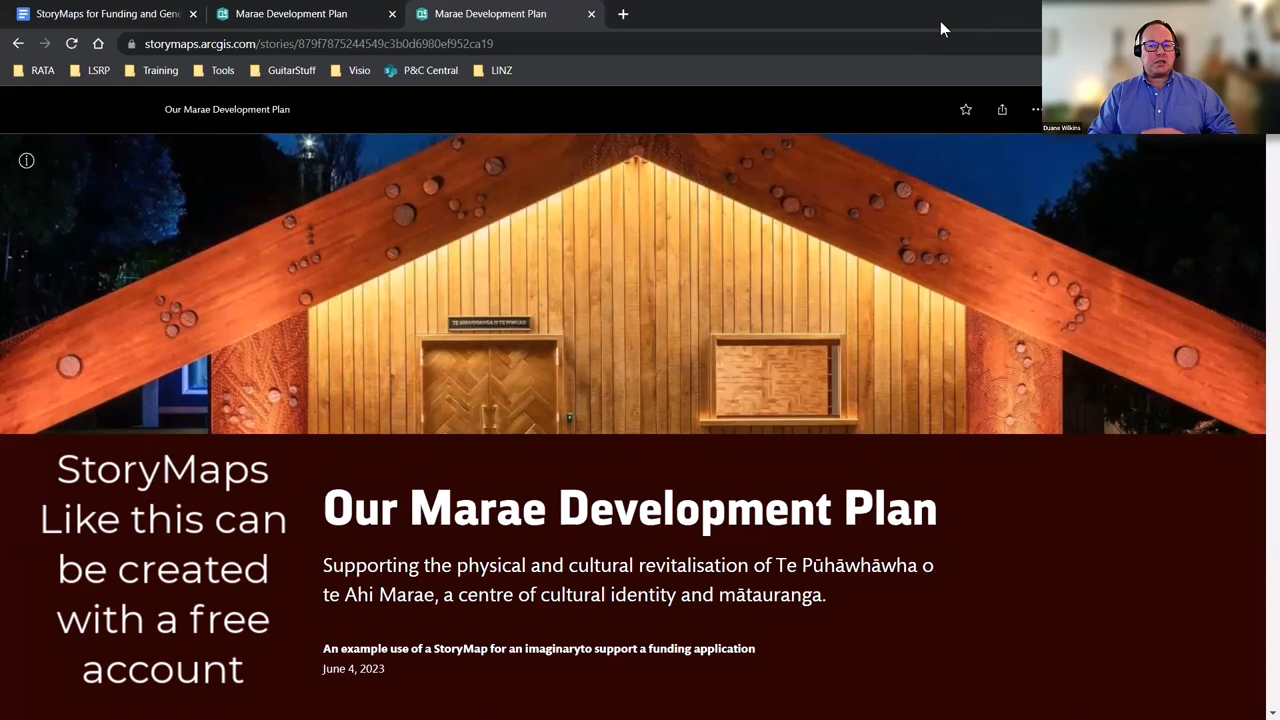 StoryMaps for Funding and Gene
Marae Development Plan
Marae Development Plan
storymaps.arcgis.com/stories/879f7875244549c3b0d6980ef952ca19
RATA
LSRP
Training
Tools
GuitarStuff
Visio
P&C Central
LINZ
Duane Wilkins
Our Marae Development Plan
StoryMaps
Like this can
be created
with a free
account
Our Marae Development Plan
Supporting the physical and cultural revitalisation of Te Pūhāwhāwha o
te Ahi Marae, a centre of cultural identity and mātauranga.
An example use of a StoryMap for an imaginaryto support a funding application
June 4, 2023